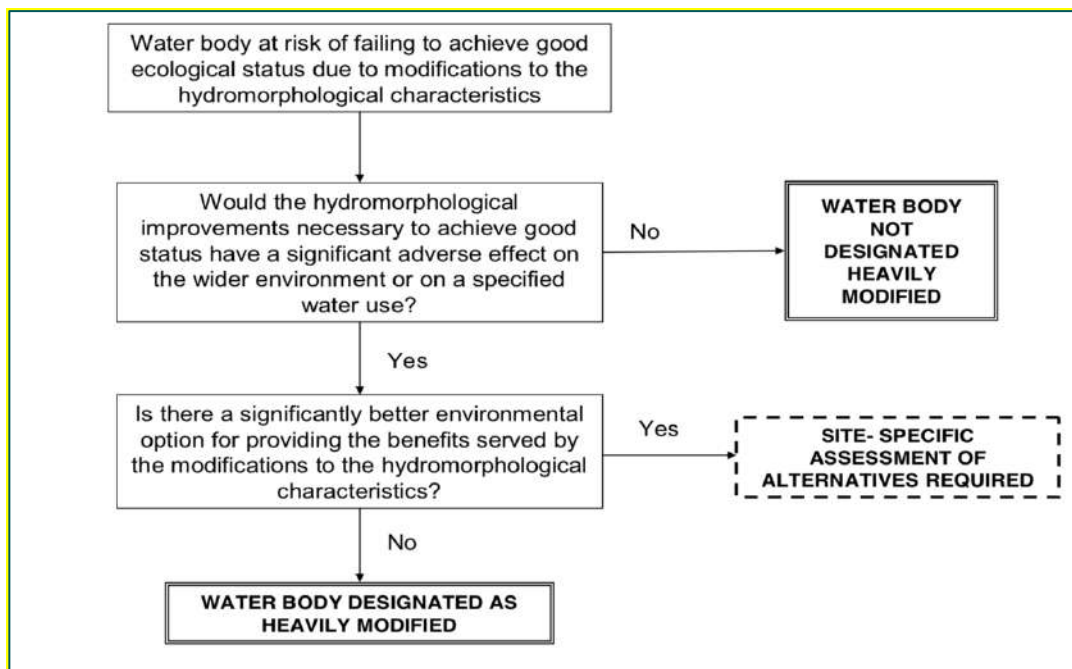 Water body at risk of failing to achieve good
ecological status due to modifications to the
hydromorphological characteristics
Would the hydromorphological
improvements necessary to achieve good
status have a significant adverse effect on
the wider environment or on a specified
water use?
No
WATER BODY
NOT
DESIGNATED
HEAVILY
MODIFIED
Yes
Is there a significantly better environmental
option for providing the benefits served by
the modifications to the hydromorphological
characteristics?
Yes
SITE- SPECIFIC
ASSESSMENT OF
ALTERNATIVES REQUIRED
No
WATER BODY DESIGNATED AS
HEAVILY MODIFIED